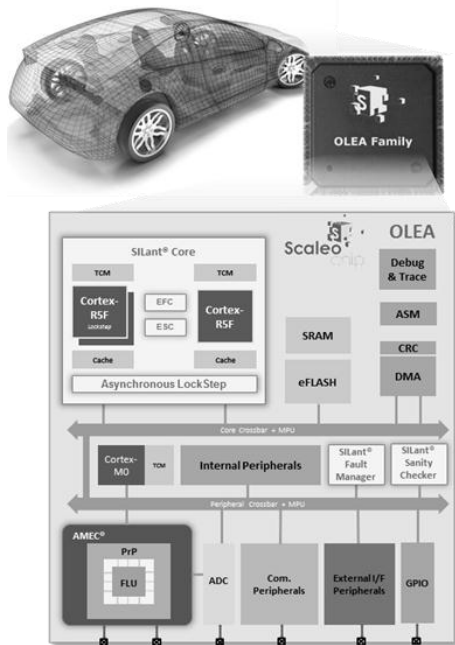 S
OLEA Family
Scaleo
chip
OLEA
SILant® Core
TCM
TCM
Cortex-
R5F
Lockstep
EFC
ESC
Cortex-
R5F
Cache
Cache
Asynchronous LockStep
SRAM
eFLASH
Debug
& Trace
ASM
CRC
DMA
Core Crossbar + MPU
Cortex-
M0
TCM
Internal Peripherals
SILant®
Fault
Manager
SILant®
Sanity
Checker
Peripheral Crossbar + MPU
AMEC®
PrP
FLU
ADC
Com.
Peripherals
External I/F
Peripherals
GPIO